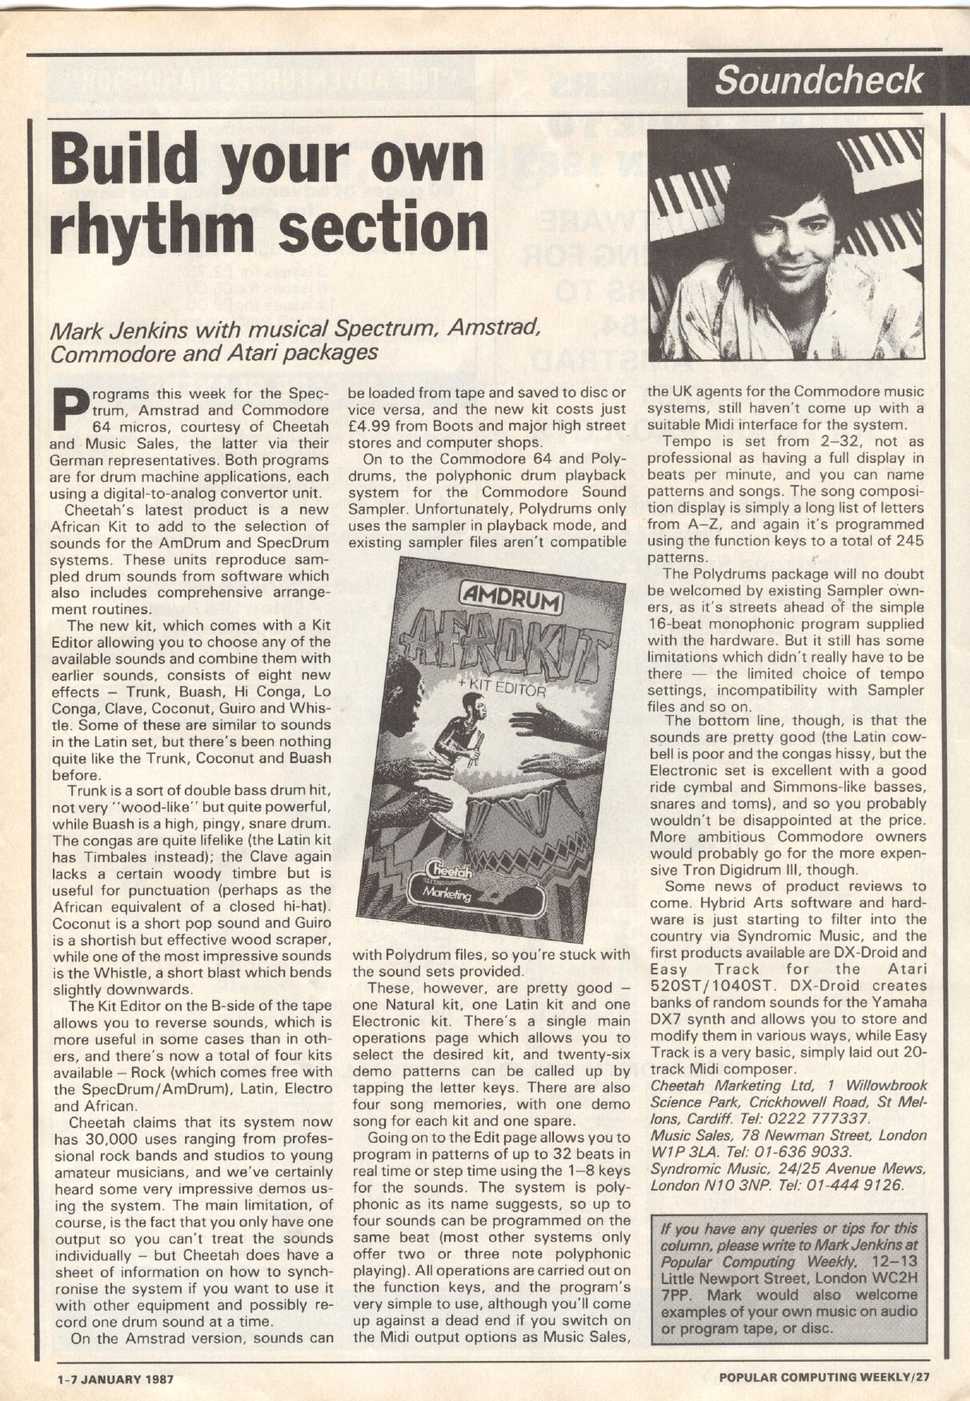 Soundcheck
Build your own
rhythm section
Mark Jenkins with musical Spectrum, Amstrad,
Commodore and Atari packages
Programs this week for the Spec-
trum, Amstrad and Commodore
64 micros, courtesy of Cheetah
and Music Sales, the latter via their
German representatives. Both programs
are for drum machine applications, each
using a digital-to-analog convertor unit.
Cheetah's latest product is a new
African Kit to add to the selection of
sounds for the AmDrum and SpecDrum
systems. These units reproduce sam-
pled drum sounds from software which
also includes comprehensive arrange-
ment routines.
The new kit, which comes with a Kit
Editor allowing you to choose any of the
available sounds and combine them with
earlier sounds, consists of eight new
effects – Trunk, Buash, Hi Conga, Lo
Conga, Clave, Coconut, Guiro and Whis-
tle. Some of these are similar to sounds
in the Latin set, but there's been nothing
quite like the Trunk, Coconut and Buash
before.
Trunk is a sort of double bass drum hit,
not very "wood-like" but quite powerful,
while Buash is a high, pingy, snare drum.
The congas are quite lifelike (the Latin kit
has Timbales instead); the Clave again
lacks a certain woody timbre but is
useful for punctuation (perhaps as the
African equivalent of a closed hi-hat).
Coconut is a short pop sound and Guiro
is a shortish but effective wood scraper,
while one of the most impressive sounds
is the Whistle, a short blast which bends
slightly downwards.
The Kit Editor on the B-side of the tape
allows you to reverse sounds, which is
more useful in some cases than in oth-
ers, and there's now a total of four kits
available – Rock (which comes free with
the SpecDrum/AmDrum), Latin, Electro
and African.
Cheetah claims that its system now
has 30,000 uses ranging from profes-
sional rock bands and studios to young
amateur musicians, and we've certainly
heard some very impressive demos us-
ing the system. The main limitation, of
course, is the fact that you only have one
output so you can't treat the sounds
individually – but Cheetah does have a
sheet of information on how to synch-
ronise the system if you want to use it
with other equipment and possibly re-
cord one drum sound at a time.
On the Amstrad version, sounds can
be loaded from tape and saved to disc or
vice versa, and the new kit costs just
£4.99 from Boots and major high street
stores and computer shops.
On to the Commodore 64 and Poly-
drums, the polyphonic drum playback
system for the Commodore Sound
Sampler. Unfortunately, Polydrums only
uses the sampler in playback mode, and
existing sampler files aren't compatible
AMDRUM
AFROKIT
+ KIT EDITOR
Cheetah
Marketing
with Polydrum files, so you're stuck with
the sound sets provided.
These, however, are pretty good –
one Natural kit, one Latin kit and one
Electronic kit. There's a single main
operations page which allows you to
select the desired kit, and twenty-six
demo patterns can be called up by
tapping the letter keys. There are also
four song memories, with one demo
song for each kit and one spare.
Going on to the Edit page allows you to
program in patterns of up to 32 beats in
real time or step time using the 1–8 keys
for the sounds. The system is poly-
phonic as its name suggests, so up to
four sounds can be programmed on the
same beat (most other systems only
offer two or three note polyphonic
playing). All operations are carried out on
the function keys, and the program's
very simple to use, although you'll come
up against a dead end if you switch on
the Midi output options as Music Sales,
the UK agents for the Commodore music
systems, still haven't come up with a
suitable Midi interface for the system.
Tempo is set from 2–32, not as
professional as having a full display in
beats per minute, and you can name
patterns and songs. The song composi-
tion display is simply a long list of letters
from A–Z, and again it's programmed
using the function keys to a total of 245
patterns.
The Polydrums package will no doubt
be welcomed by existing Sampler own-
ers, as it's streets ahead of the simple
16-beat monophonic program supplied
with the hardware. But it still has some
limitations which didn't really have to be
there — the limited choice of tempo
settings, incompatibility with Sampler
files and so on.
The bottom line, though, is that the
sounds are pretty good (the Latin cow-
bell is poor and the congas hissy, but the
Electronic set is excellent with a good
ride cymbal and Simmons-like basses,
snares and toms), and so you probably
wouldn't be disappointed at the price.
More ambitious Commodore owners
would probably go for the more expen-
sive Tron Digidrum III, though.
Some news of product reviews to
come. Hybrid Arts software and hard-
ware is just starting to filter into the
country via Syndromic Music, and the
first products available are DX-Droid and
Easy Track for the Atari
520ST/1040ST. DX-Droid creates
banks of random sounds for the Yamaha
DX7 synth and allows you to store and
modify them in various ways, while Easy
Track is a very basic, simply laid out 20-
track Midi composer.
Cheetah Marketing Ltd, 1 Willowbrook
Science Park, Crickhowell Road, St Mel-
lons, Cardiff. Tel: 0222 777337.
Music Sales, 78 Newman Street, London
W1P 3LA. Tel: 01-636 9033.
Syndromic Music, 24/25 Avenue Mews,
London N10 3NP. Tel: 01-444 9126.
If you have any queries or tips for this
column, please write to Mark Jenkins at
Popular Computing Weekly, 12–13
Little Newport Street, London WC2H
7PP. Mark would also welcome
examples of your own music on audio
or program tape, or disc.
1-7 JANUARY 1987
POPULAR COMPUTING WEEKLY/27